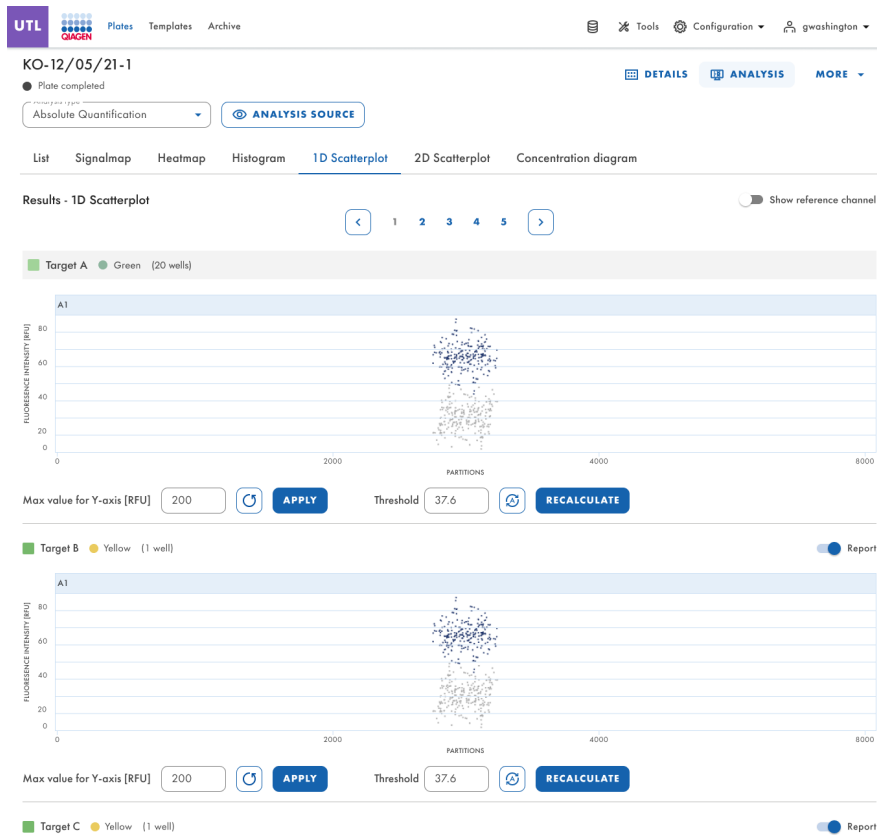 UTL
QIAGEN
Plates Templates Archive
Tools Configuration gwashington
KO-12/05/21-1
Plate completed
DETAILS ANALYSIS MORE
Analysis Type
Absolute Quantification
ANALYSIS SOURCE
List Signalmap Heatmap Histogram 1D Scatterplot 2D Scatterplot Concentration diagram
Results - 1D Scatterplot
Show reference channel
1 2 3 4 5
Target A Green (20 wells)
A1
FLUORESENCE INTENSITY [RFU]
80
60
40
20
0
0 2000 4000 8000
PARTITIONS
Max value for Y-axis [RFU] 200 APPLY Threshold 37.6 RECALCULATE
Target B Yellow (1 well) Report
A1
FLUORESENCE INTENSITY [RFU]
80
60
40
20
0
0 2000 4000 8000
PARTITIONS
Max value for Y-axis [RFU] 200 APPLY Threshold 37.6 RECALCULATE
Target C Yellow (1 well) Report